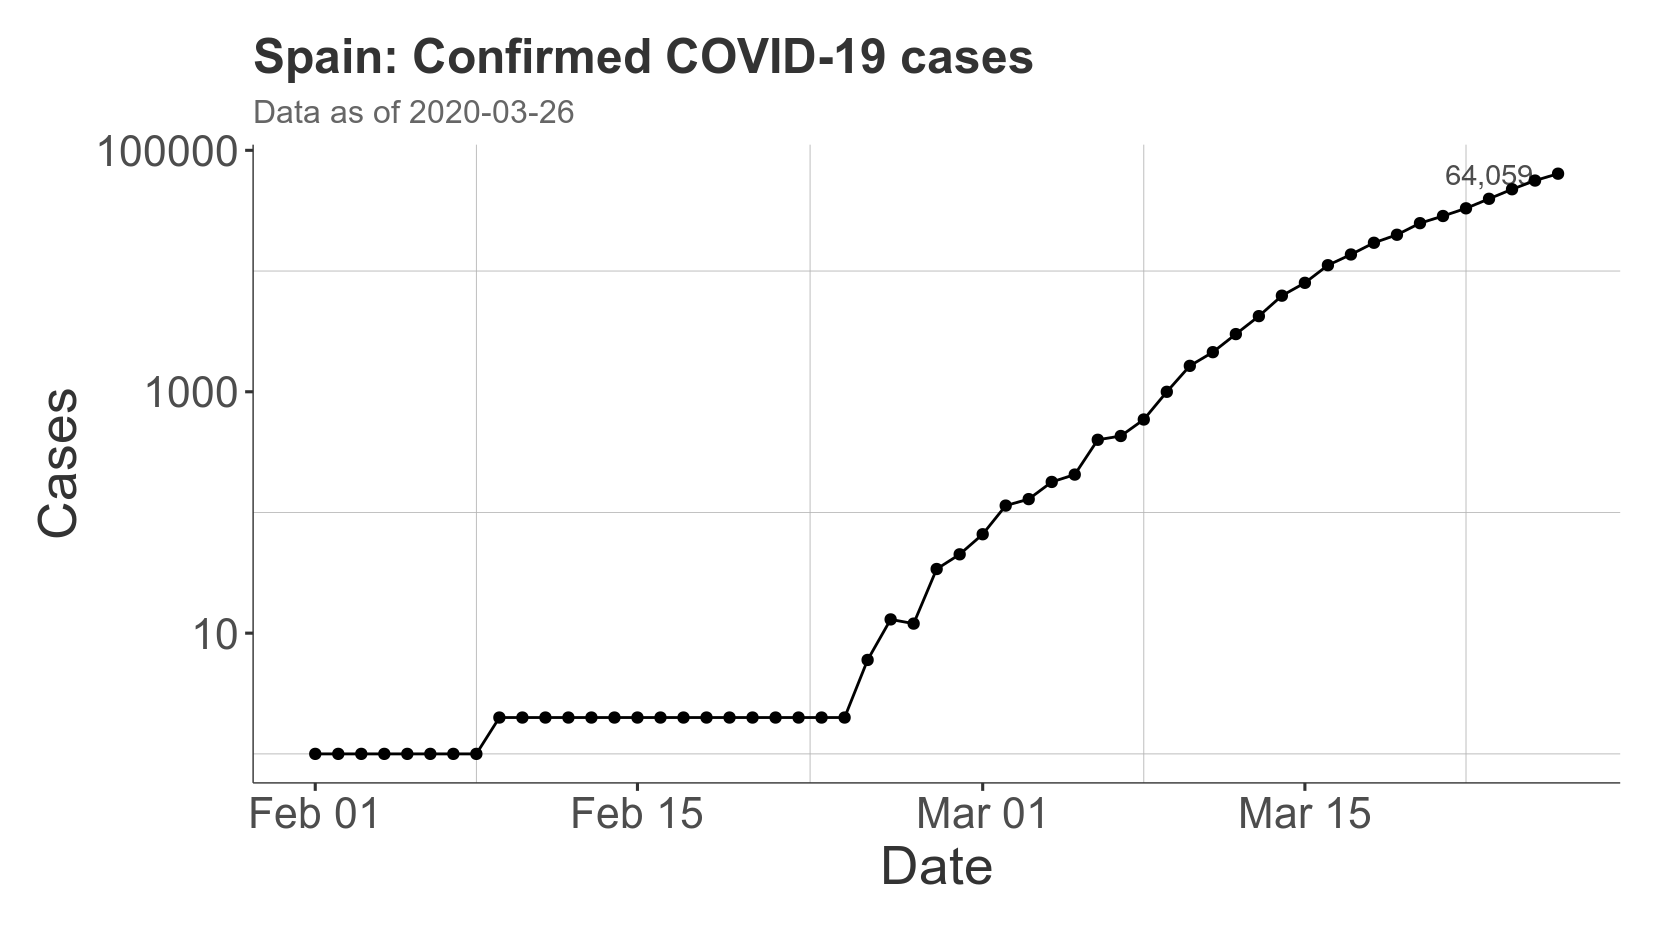 Spain: Confirmed COVID-19 cases
Data as of 2020-03-26
100000
64,059
1000
Cases
10
Feb 01 Feb 15 Mar 01 Mar 15
Date